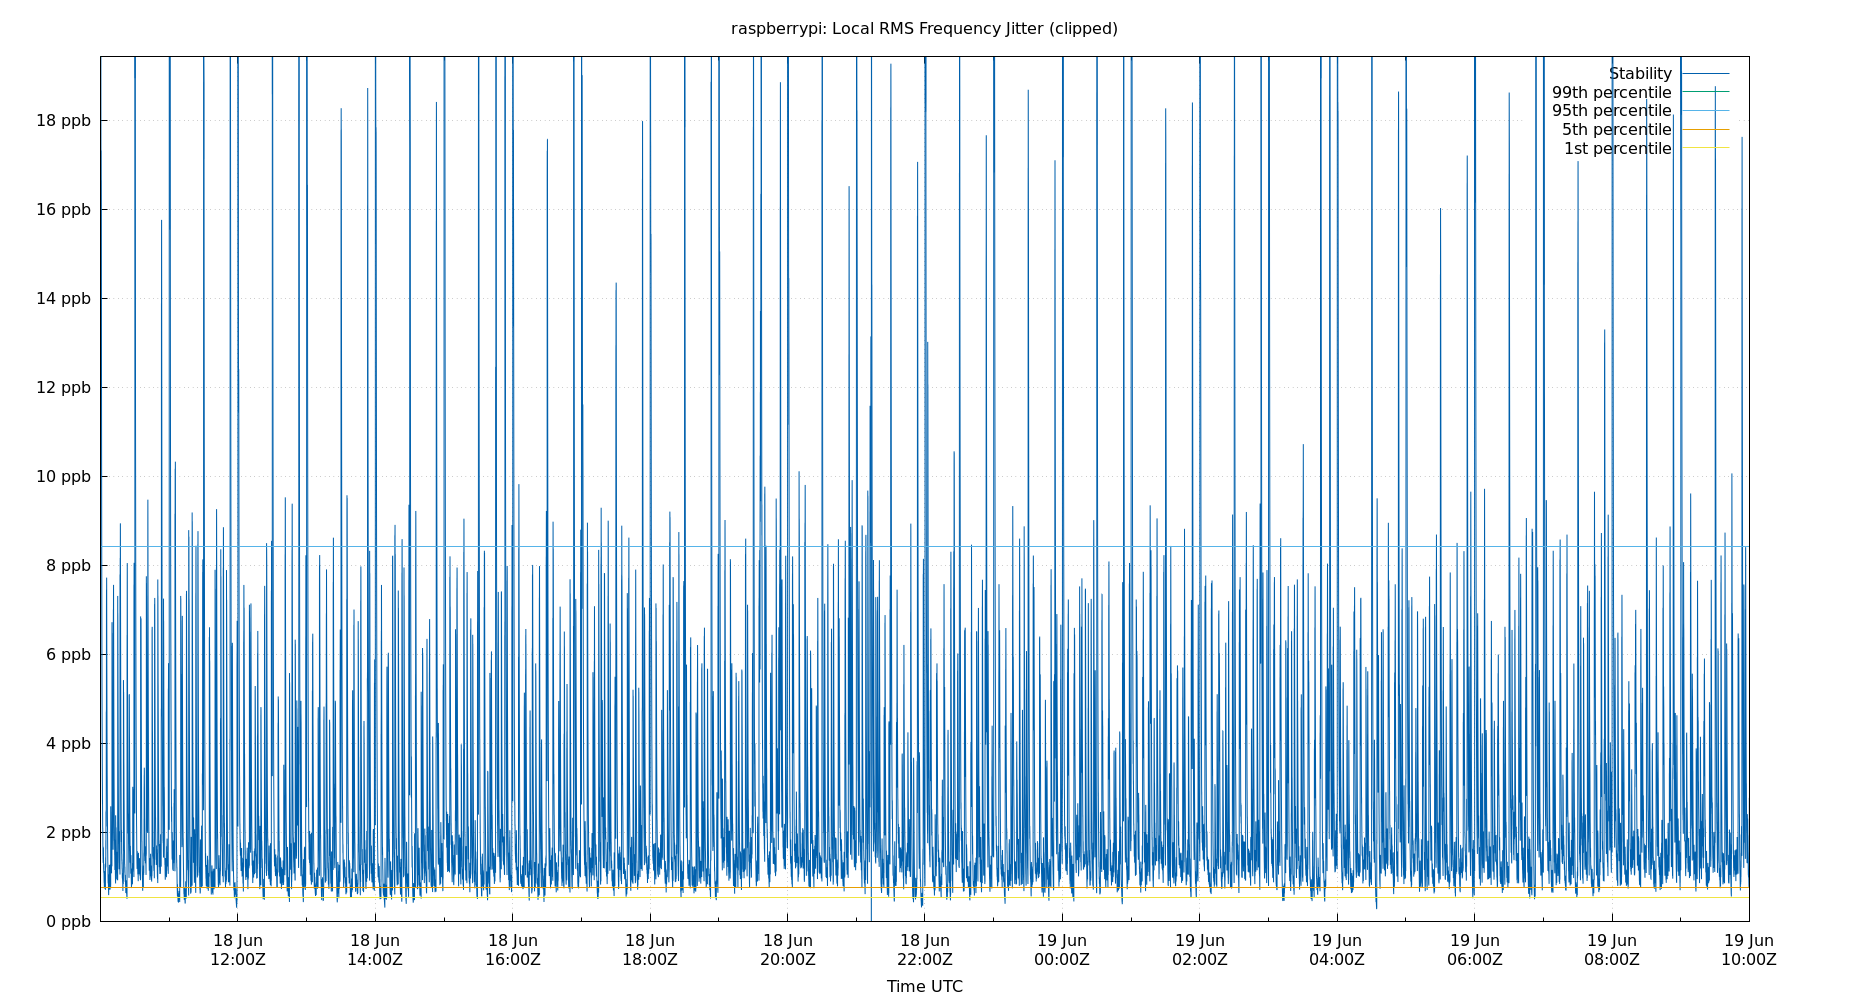 raspberrypi: Local RMS Frequency Jitter (clipped)
Stability
99th percentile
95th percentile
5th percentile
1st percentile
18 ppb
16 ppb
14 ppb
12 ppb
10 ppb
8 ppb
6 ppb
4 ppb
2 ppb
0 ppb
18 Jun 18 Jun 18 Jun 18 Jun 18 Jun 18 Jun 19 Jun 19 Jun 19 Jun 19 Jun 19 Jun 19 Jun
12:00Z 14:00Z 16:00Z 18:00Z 20:00Z 22:00Z 00:00Z 02:00Z 04:00Z 06:00Z 08:00Z 10:00Z
Time UTC